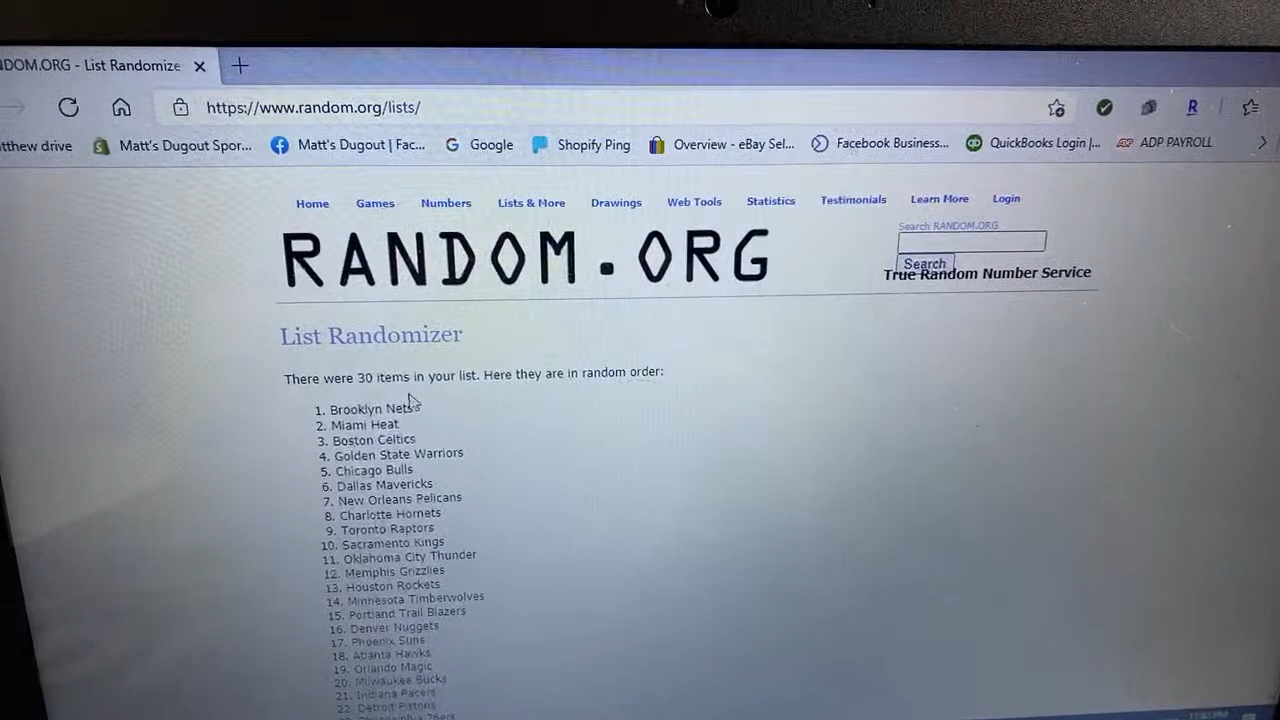 NDOM.ORG - List Randomize
https://www.random.org/lists/
tthew drive Matt's Dugout Spor... Matt's Dugout | Fac... Google Shopify Ping Overview - eBay Sel... Facebook Business... QuickBooks Login |... ADP PAYROLL
Home Games Numbers Lists & More Drawings Web Tools Statistics Testimonials Learn More Login
Search RANDOM.ORG
RANDOM.ORG
Search
True Random Number Service
List Randomizer
There were 30 items in your list. Here they are in random order:
1. Brooklyn Nets
2. Miami Heat
3. Boston Celtics
4. Golden State Warriors
5. Chicago Bulls
6. Dallas Mavericks
7. New Orleans Pelicans
8. Charlotte Hornets
9. Toronto Raptors
10. Sacramento Kings
11. Oklahoma City Thunder
12. Memphis Grizzlies
13. Houston Rockets
14. Minnesota Timberwolves
15. Portland Trail Blazers
16. Denver Nuggets
17. Phoenix Suns
18. Atlanta Hawks
19. Orlando Magic
20. Milwaukee Bucks
21. Indiana Pacers
22. Detroit Pistons